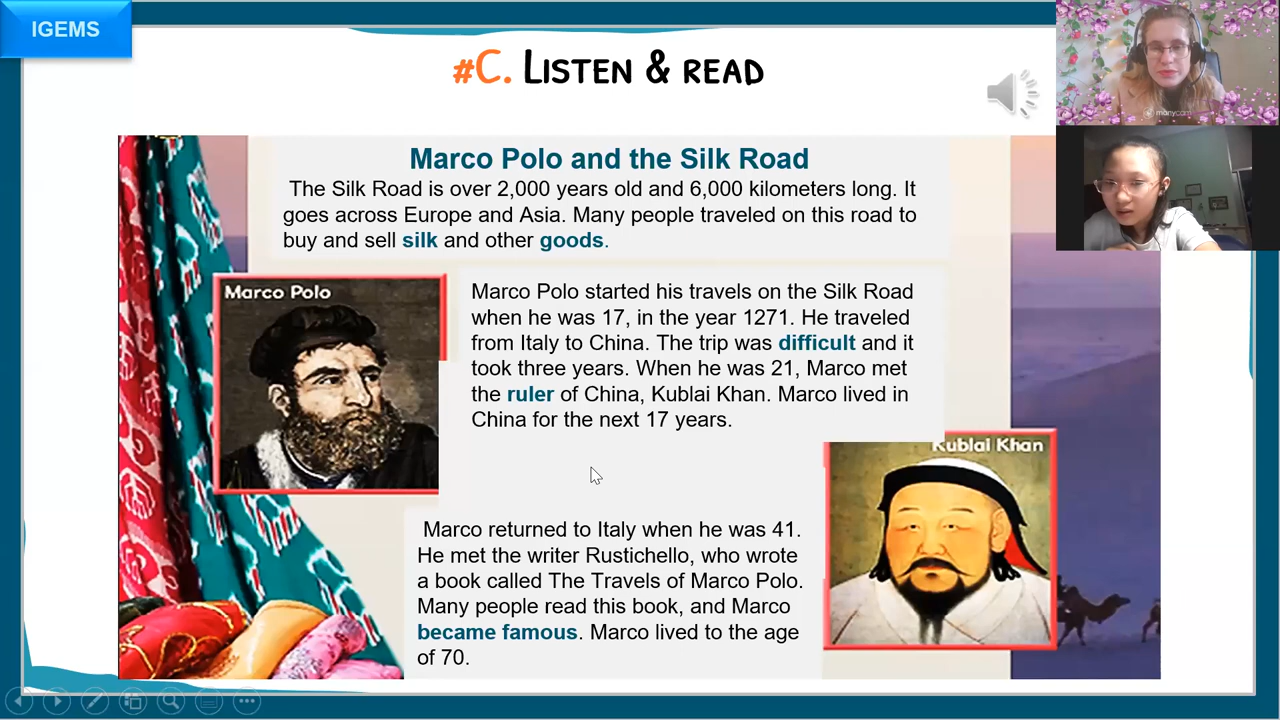 IGEMS
#C. LISTEN & READ
manycam
Marco Polo and the Silk Road
The Silk Road is over 2,000 years old and 6,000 kilometers long. It
goes across Europe and Asia. Many people traveled on this road to
buy and sell silk and other goods.
Marco Polo
Marco Polo started his travels on the Silk Road
when he was 17, in the year 1271. He traveled
from Italy to China. The trip was difficult and it
took three years. When he was 21, Marco met
the ruler of China, Kublai Khan. Marco lived in
China for the next 17 years.
Kublai Khan
Marco returned to Italy when he was 41.
He met the writer Rustichello, who wrote
a book called The Travels of Marco Polo.
Many people read this book, and Marco
became famous. Marco lived to the age
of 70.